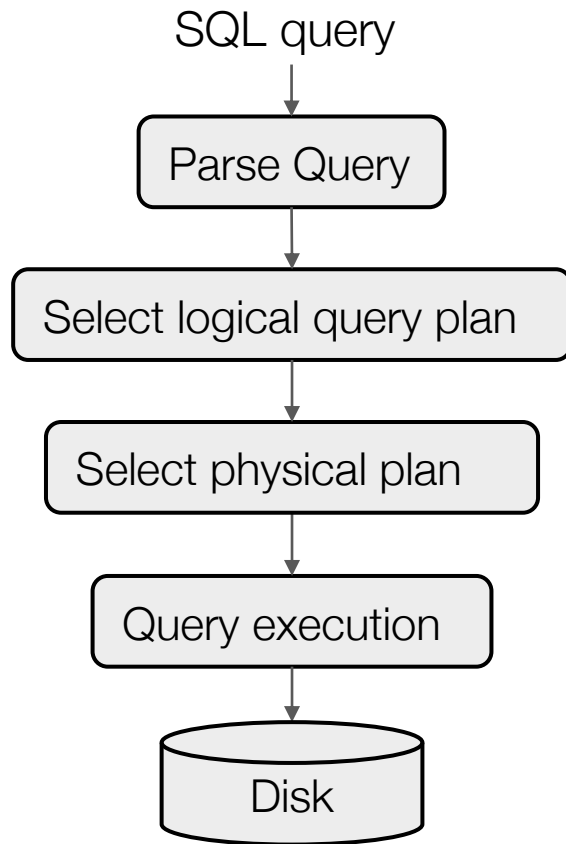 SQL query
Parse Query
Select logical query plan
Select physical plan
Query execution
Disk